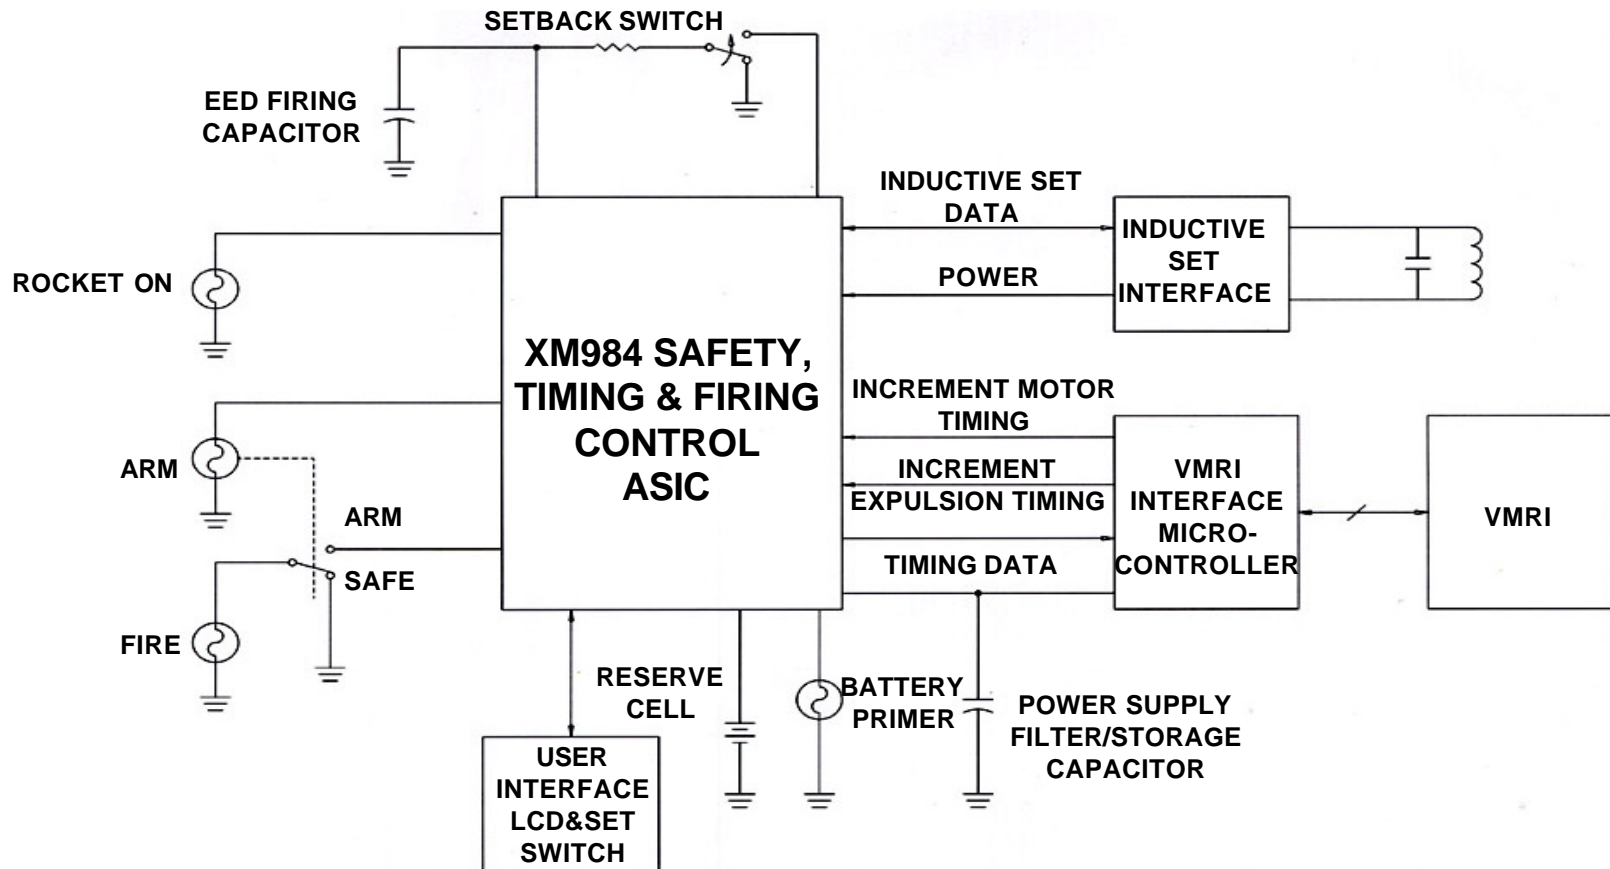 SETBACK SWITCH
EED FIRING
CAPACITOR
INDUCTIVE SET
DATA
INDUCTIVE
SET
INTERFACE
POWER
ROCKET ON
XM984 SAFETY,
TIMING & FIRING
CONTROL
ASIC
INCREMENT MOTOR
TIMING
INCREMENT
EXPULSION TIMING
TIMING DATA
VMRI
INTERFACE
MICRO-
CONTROLLER
VMRI
ARM
ARM
SAFE
FIRE
RESERVE
CELL
BATTERY
PRIMER
POWER SUPPLY
FILTER/STORAGE
CAPACITOR
USER
INTERFACE
LCD&SET
SWITCH